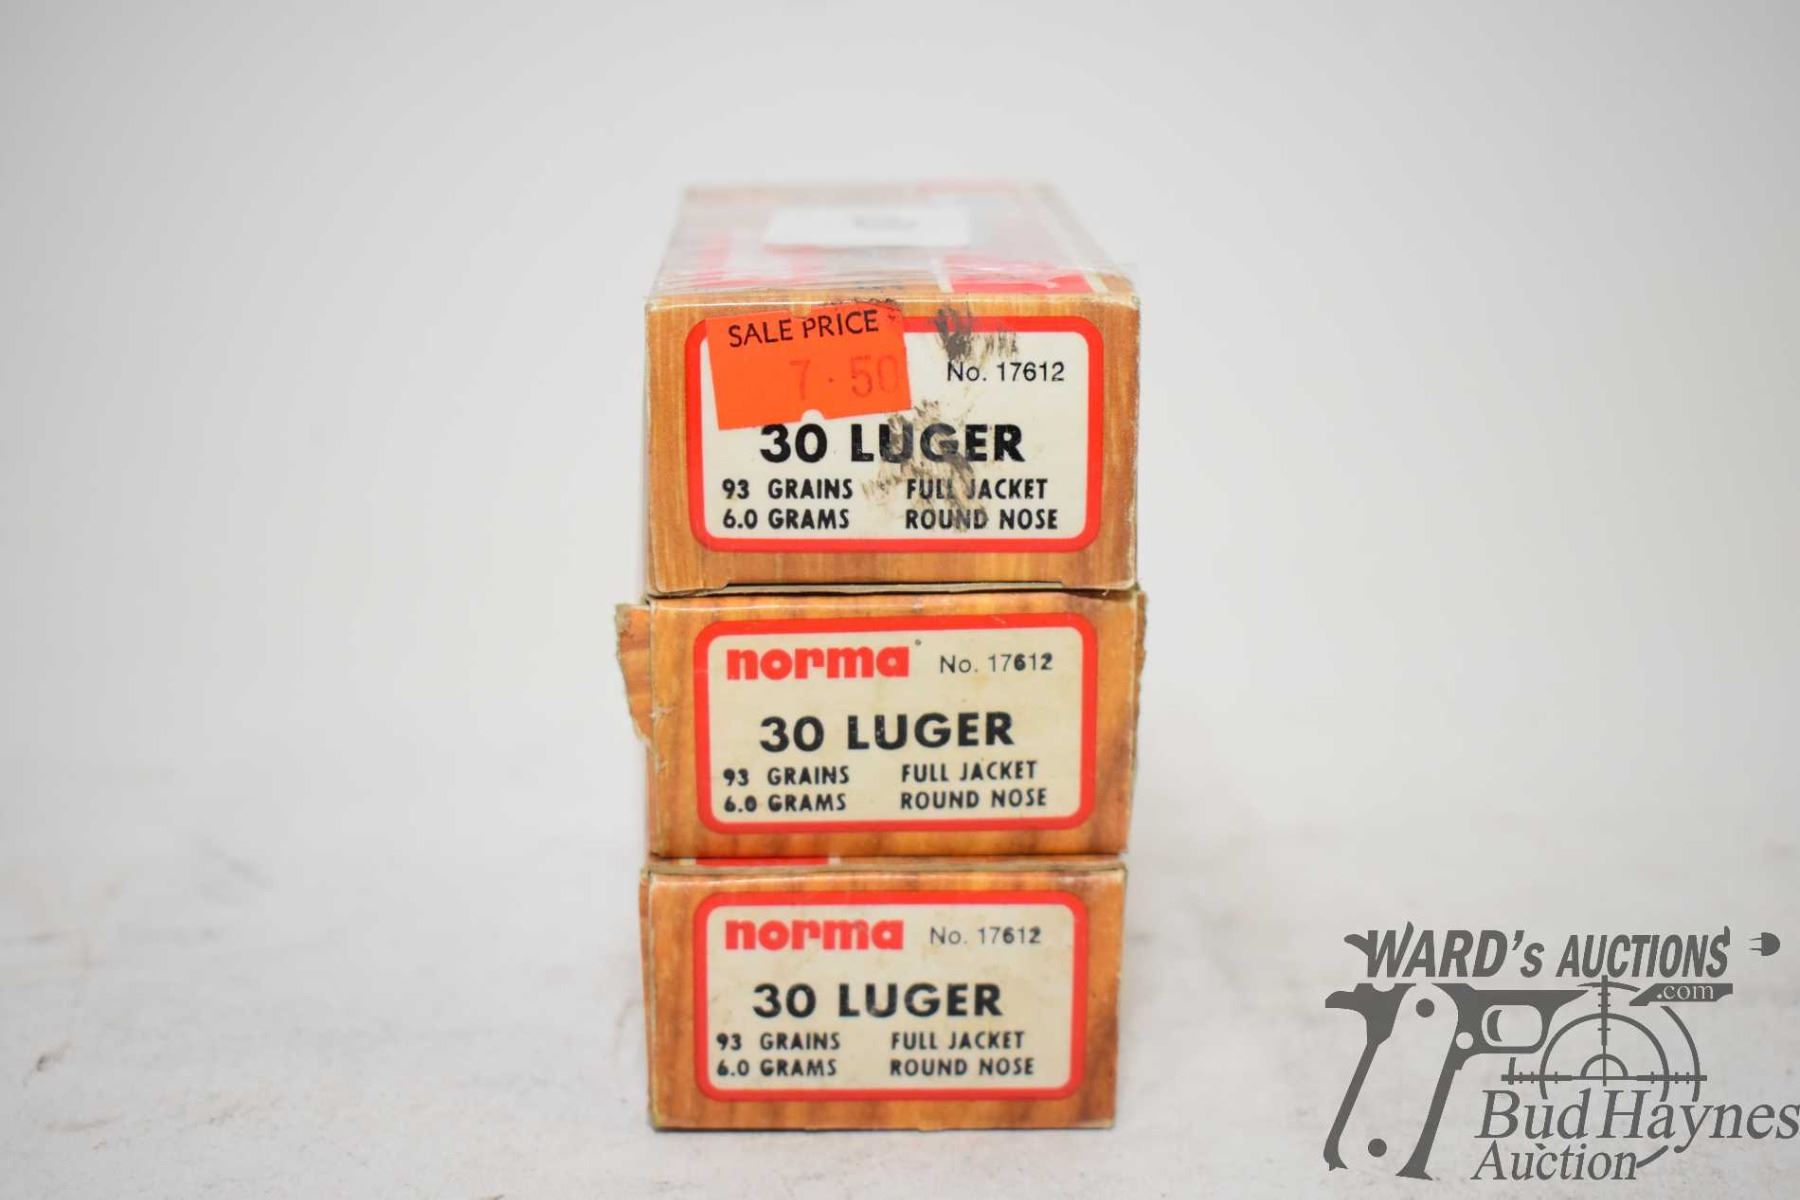 SALE PRICE
7.50
No. 17612
30 LUGER
93 GRAINS FULL JACKET
6.0 GRAMS ROUND NOSE
norma No. 17612
30 LUGER
93 GRAINS FULL JACKET
6.0 GRAMS ROUND NOSE
norma No. 17612
30 LUGER
93 GRAINS FULL JACKET
6.0 GRAMS ROUND NOSE
WARD's AUCTIONS
.com
Bud Haynes
Auction